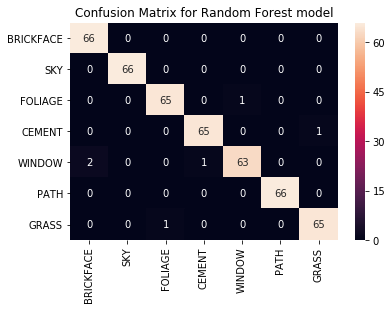 Confusion Matrix for Random Forest model
BRICKFACE 66 0 0 0 0 0 0
SKY 0 66 0 0 0 0 0
FOLIAGE 0 0 65 0 1 0 0
CEMENT 0 0 0 65 0 0 1
WINDOW 2 0 0 1 63 0 0
PATH 0 0 0 0 0 66 0
GRASS 0 0 1 0 0 0 65
BRICKFACE SKY FOLIAGE CEMENT WINDOW PATH GRASS
60
45
30
15
0